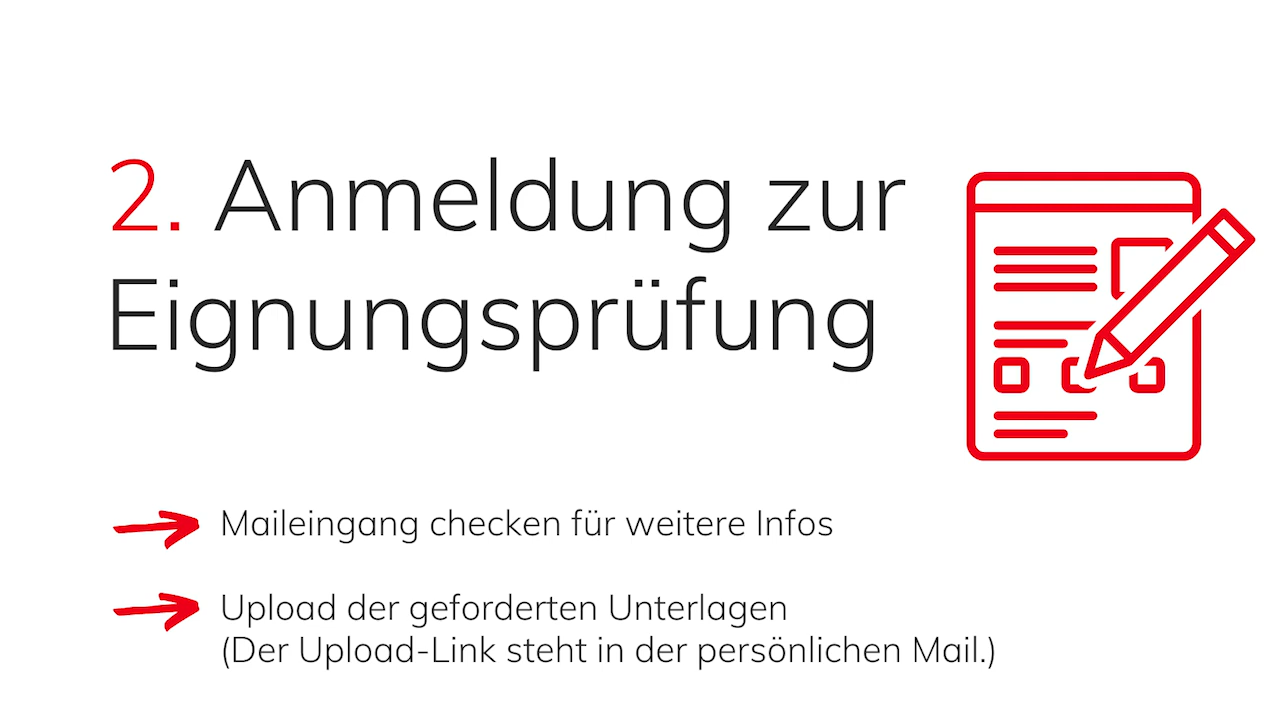 2. Anmeldung zur
Eignungsprüfung
Maileingang checken für weitere Infos
Upload der geforderten Unterlagen
(Der Upload-Link steht in der persönlichen Mail.)